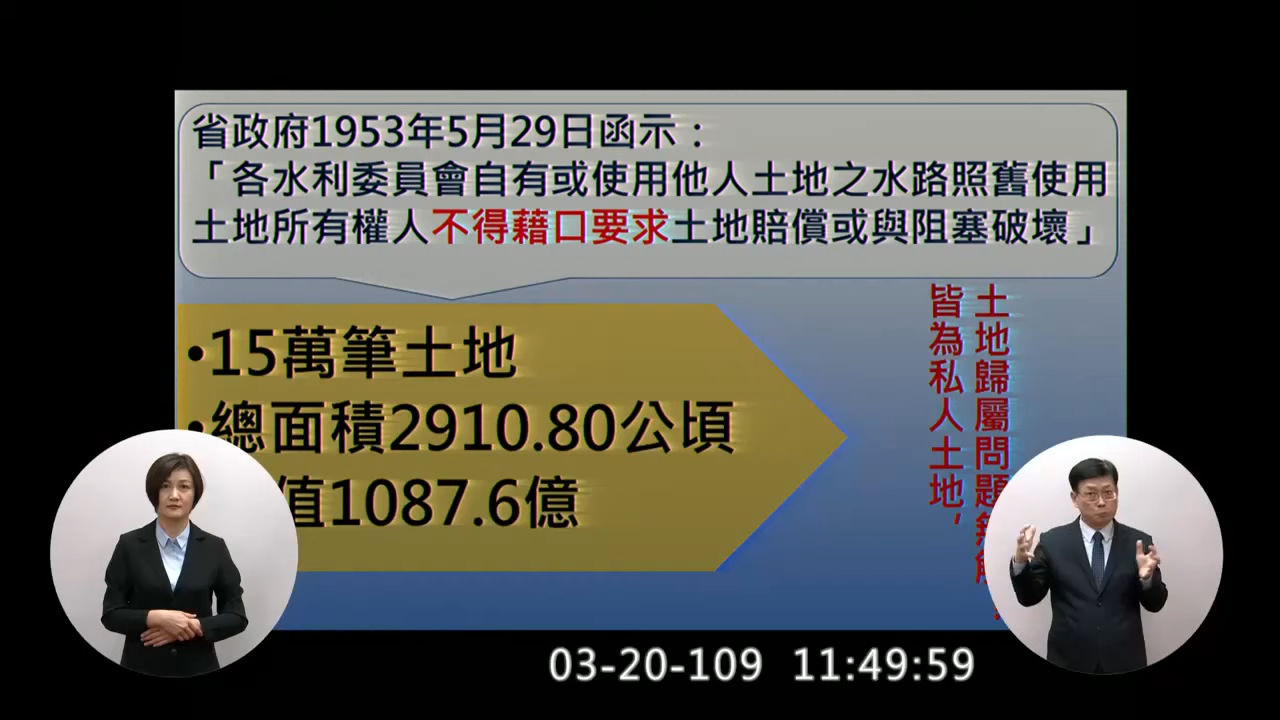 省政府1953年5月29日函示：
「各水利委員會自有或使用他人土地之水路照舊使用
土地所有權人不得藉口要求土地賠償或與阻塞破壞」
•15萬筆土地
•總面積2910.80公頃
值1087.6億
皆為私人土地，
土地歸屬問題無解
03-20-109 11:49:59